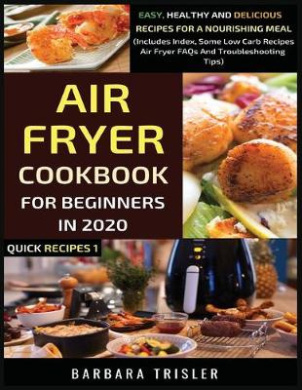 EASY, HEALTHY AND DELICIOUS
RECIPES FOR A NOURISHING MEAL
(Includes Index, Some Low Carb Recipes
Air Fryer FAQs And Troubleshooting
Tips)
AIR
FRYER
COOKBOOK
FOR BEGINNERS
IN 2020
QUICK RECIPES 1
BARBARA TRISLER